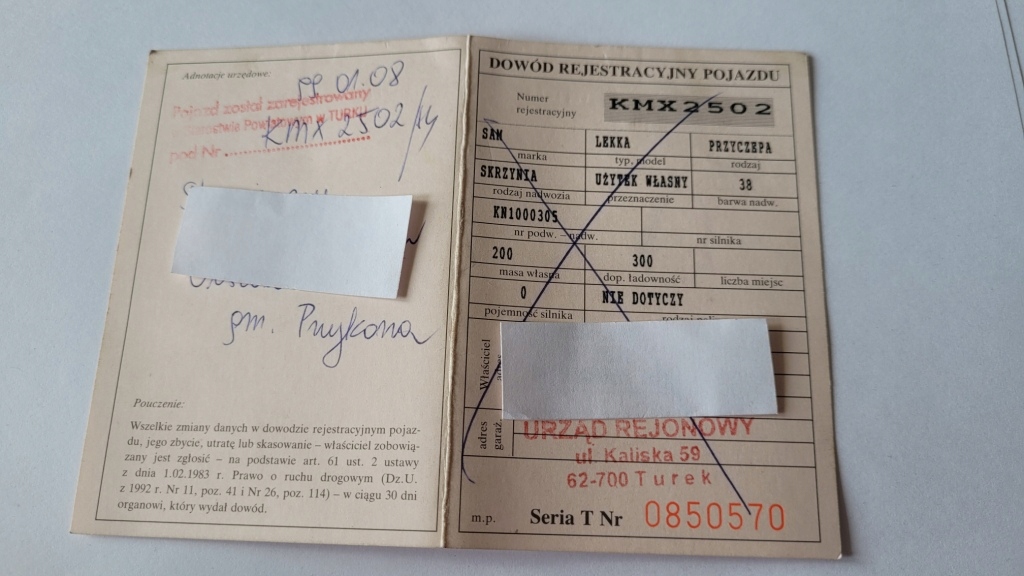 Adnotacje urzędowe:
99.01.08
Pojazd został zarejestrowany
Starostwie Powiatowym w TURKU
pod Nr
KMX 2502/14
gm. Przykona
Pouczenie:
Wszelkie zmiany danych w dowodzie rejestracyjnym pojaz-
du, jego zbycie, utratę lub skasowanie – właściciel zobowią-
zany jest zgłosić – na podstawie art. 61 ust. 2 ustawy
z dnia 1.02.1983 r. Prawo o ruchu drogowym (Dz.U.
z 1992 r. Nr 11, poz. 41 i Nr 26, poz. 114) – w ciągu 30 dni
organowi, który wydał dowód.
DOWÓD REJESTRACYJNY POJAZDU
Numer
rejestracyjny
KMX2502
SAM LEKKA PRZYCZEPA
marka typ, model rodzaj
SKRZYNIA UŻYTEK WŁASNY 38
rodzaj nadwozia przeznaczenie barwa nadw.
KN1000305
nr podw. – nadw. nr silnika
200 300
masa własna dop. ładowność liczba miejsc
0 NIE DOTYCZY
pojemność silnika
Właściciel
adres
garaż.
URZĄD REJONOWY
ul. Kaliska 59
62-700 Turek
m.p. Seria T Nr 0850570